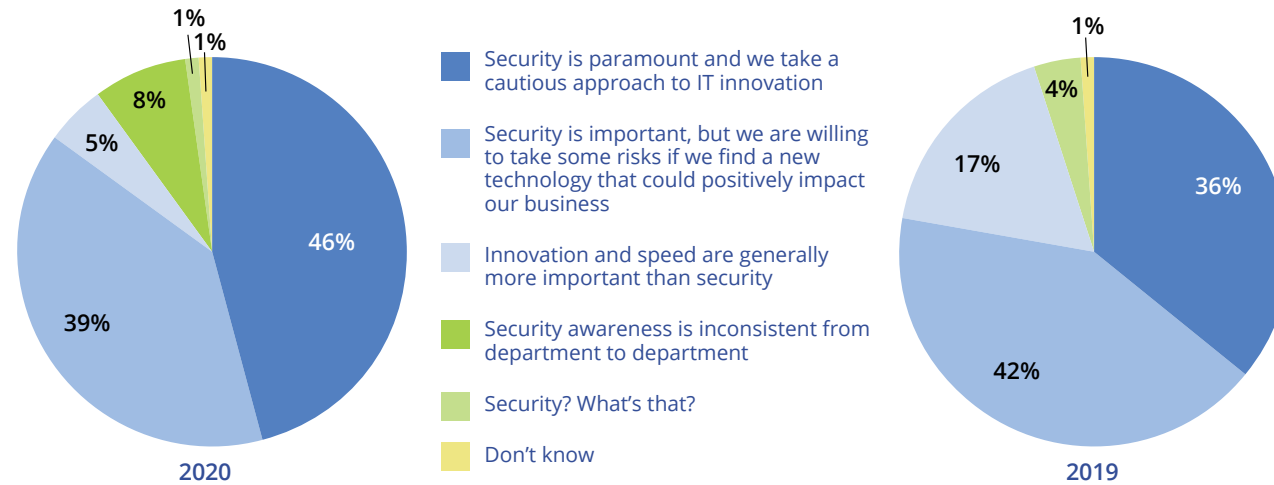 1%
1%
8%
5%
46%
39%
2020
Security is paramount and we take a
cautious approach to IT innovation
Security is important, but we are willing
to take some risks if we find a new
technology that could positively impact
our business
Innovation and speed are generally
more important than security
Security awareness is inconsistent from
department to department
Security? What's that?
Don't know
1%
4%
17%
36%
42%
2019